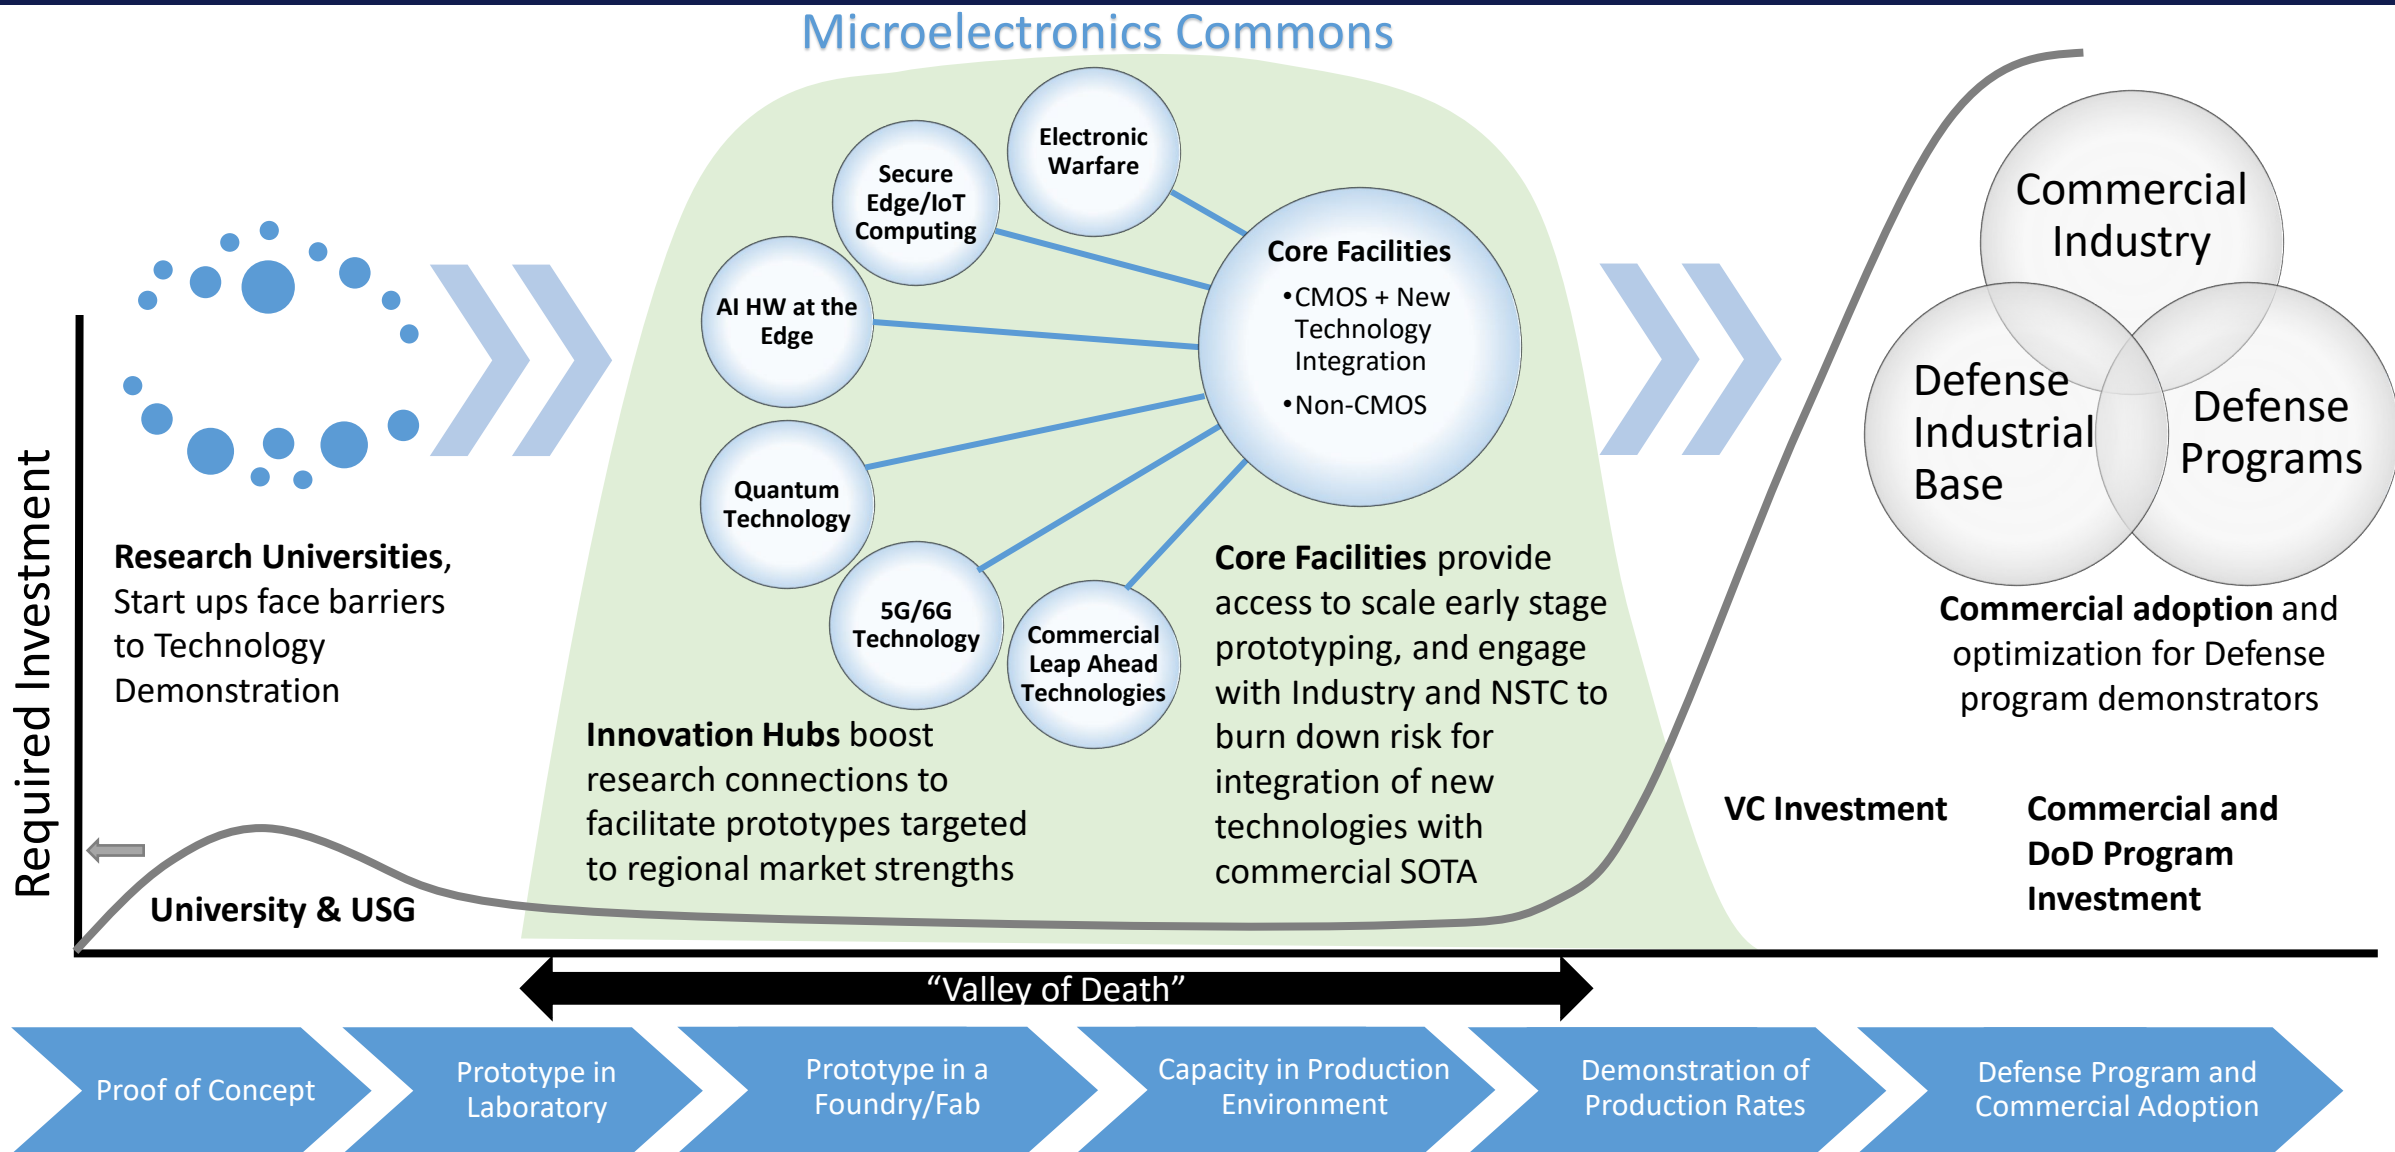 Microelectronics Commons
Required Investment
Research Universities,
Start ups face barriers
to Technology
Demonstration
University & USG
Electronic
Warfare
Secure
Edge/IoT
Computing
AI HW at the
Edge
Quantum
Technology
5G/6G
Technology
Commercial
Leap Ahead
Technologies
Core Facilities
•CMOS + New
Technology
Integration
•Non-CMOS
Innovation Hubs boost
research connections to
facilitate prototypes targeted
to regional market strengths
Core Facilities provide
access to scale early stage
prototyping, and engage
with Industry and NSTC to
burn down risk for
integration of new
technologies with
commercial SOTA
Commercial
Industry
Defense
Industrial
Base
Defense
Programs
Commercial adoption and
optimization for Defense
program demonstrators
VC Investment
Commercial and
DoD Program
Investment
“Valley of Death”
Proof of Concept
Prototype in
Laboratory
Prototype in a
Foundry/Fab
Capacity in Production
Environment
Demonstration of
Production Rates
Defense Program and
Commercial Adoption